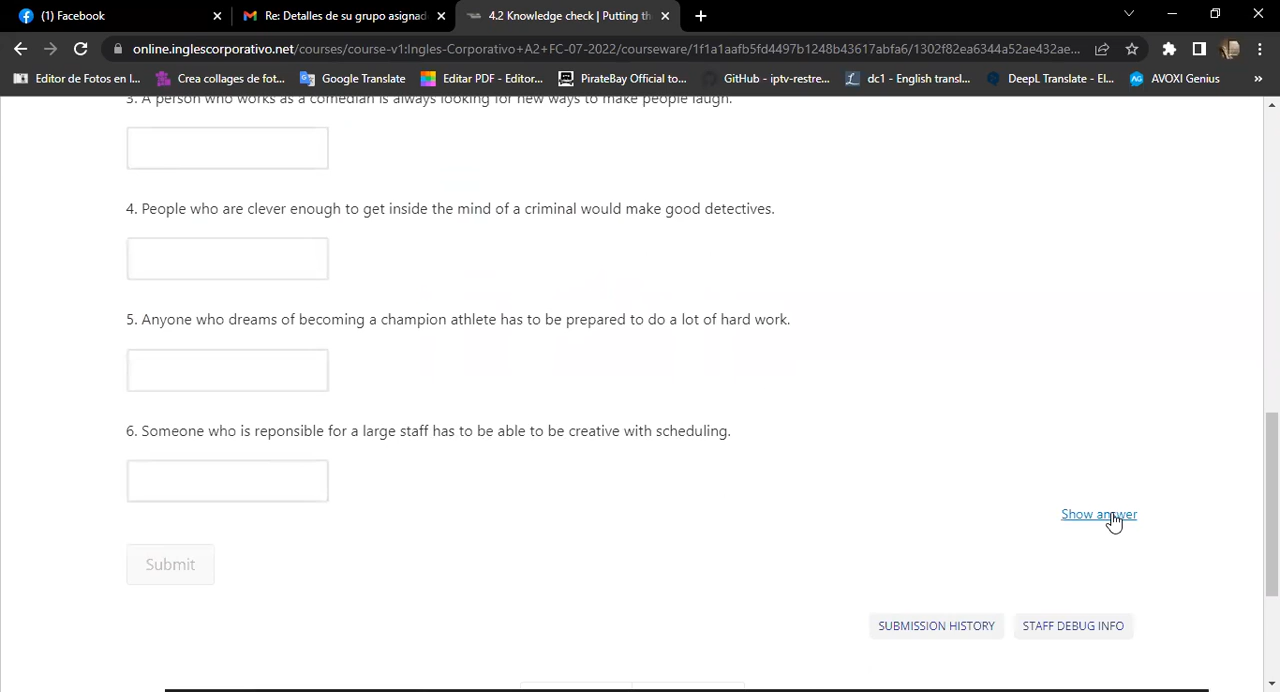 (1) Facebook
Re: Detalles de su grupo asignad
4.2 Knowledge check | Putting th
online.inglescorporativo.net/courses/course-v1:Ingles-Corporativo+A2+FC-07-2022/courseware/1f1a1aafb5fd4497b1248b43617abfa6/1302f82ea6344a52ae432ae...
Editor de Fotos en l...
Crea collages de fot...
Google Translate
Editar PDF - Editor...
PirateBay Official to...
GitHub - iptv-restre...
dc1 - English transl...
DeepL Translate - El...
AVOXI Genius
»
3. A person who works as a comedian is always looking for new ways to make people laugh.
4. People who are clever enough to get inside the mind of a criminal would make good detectives.
5. Anyone who dreams of becoming a champion athlete has to be prepared to do a lot of hard work.
6. Someone who is reponsible for a large staff has to be able to be creative with scheduling.
Show answer
Submit
SUBMISSION HISTORY
STAFF DEBUG INFO